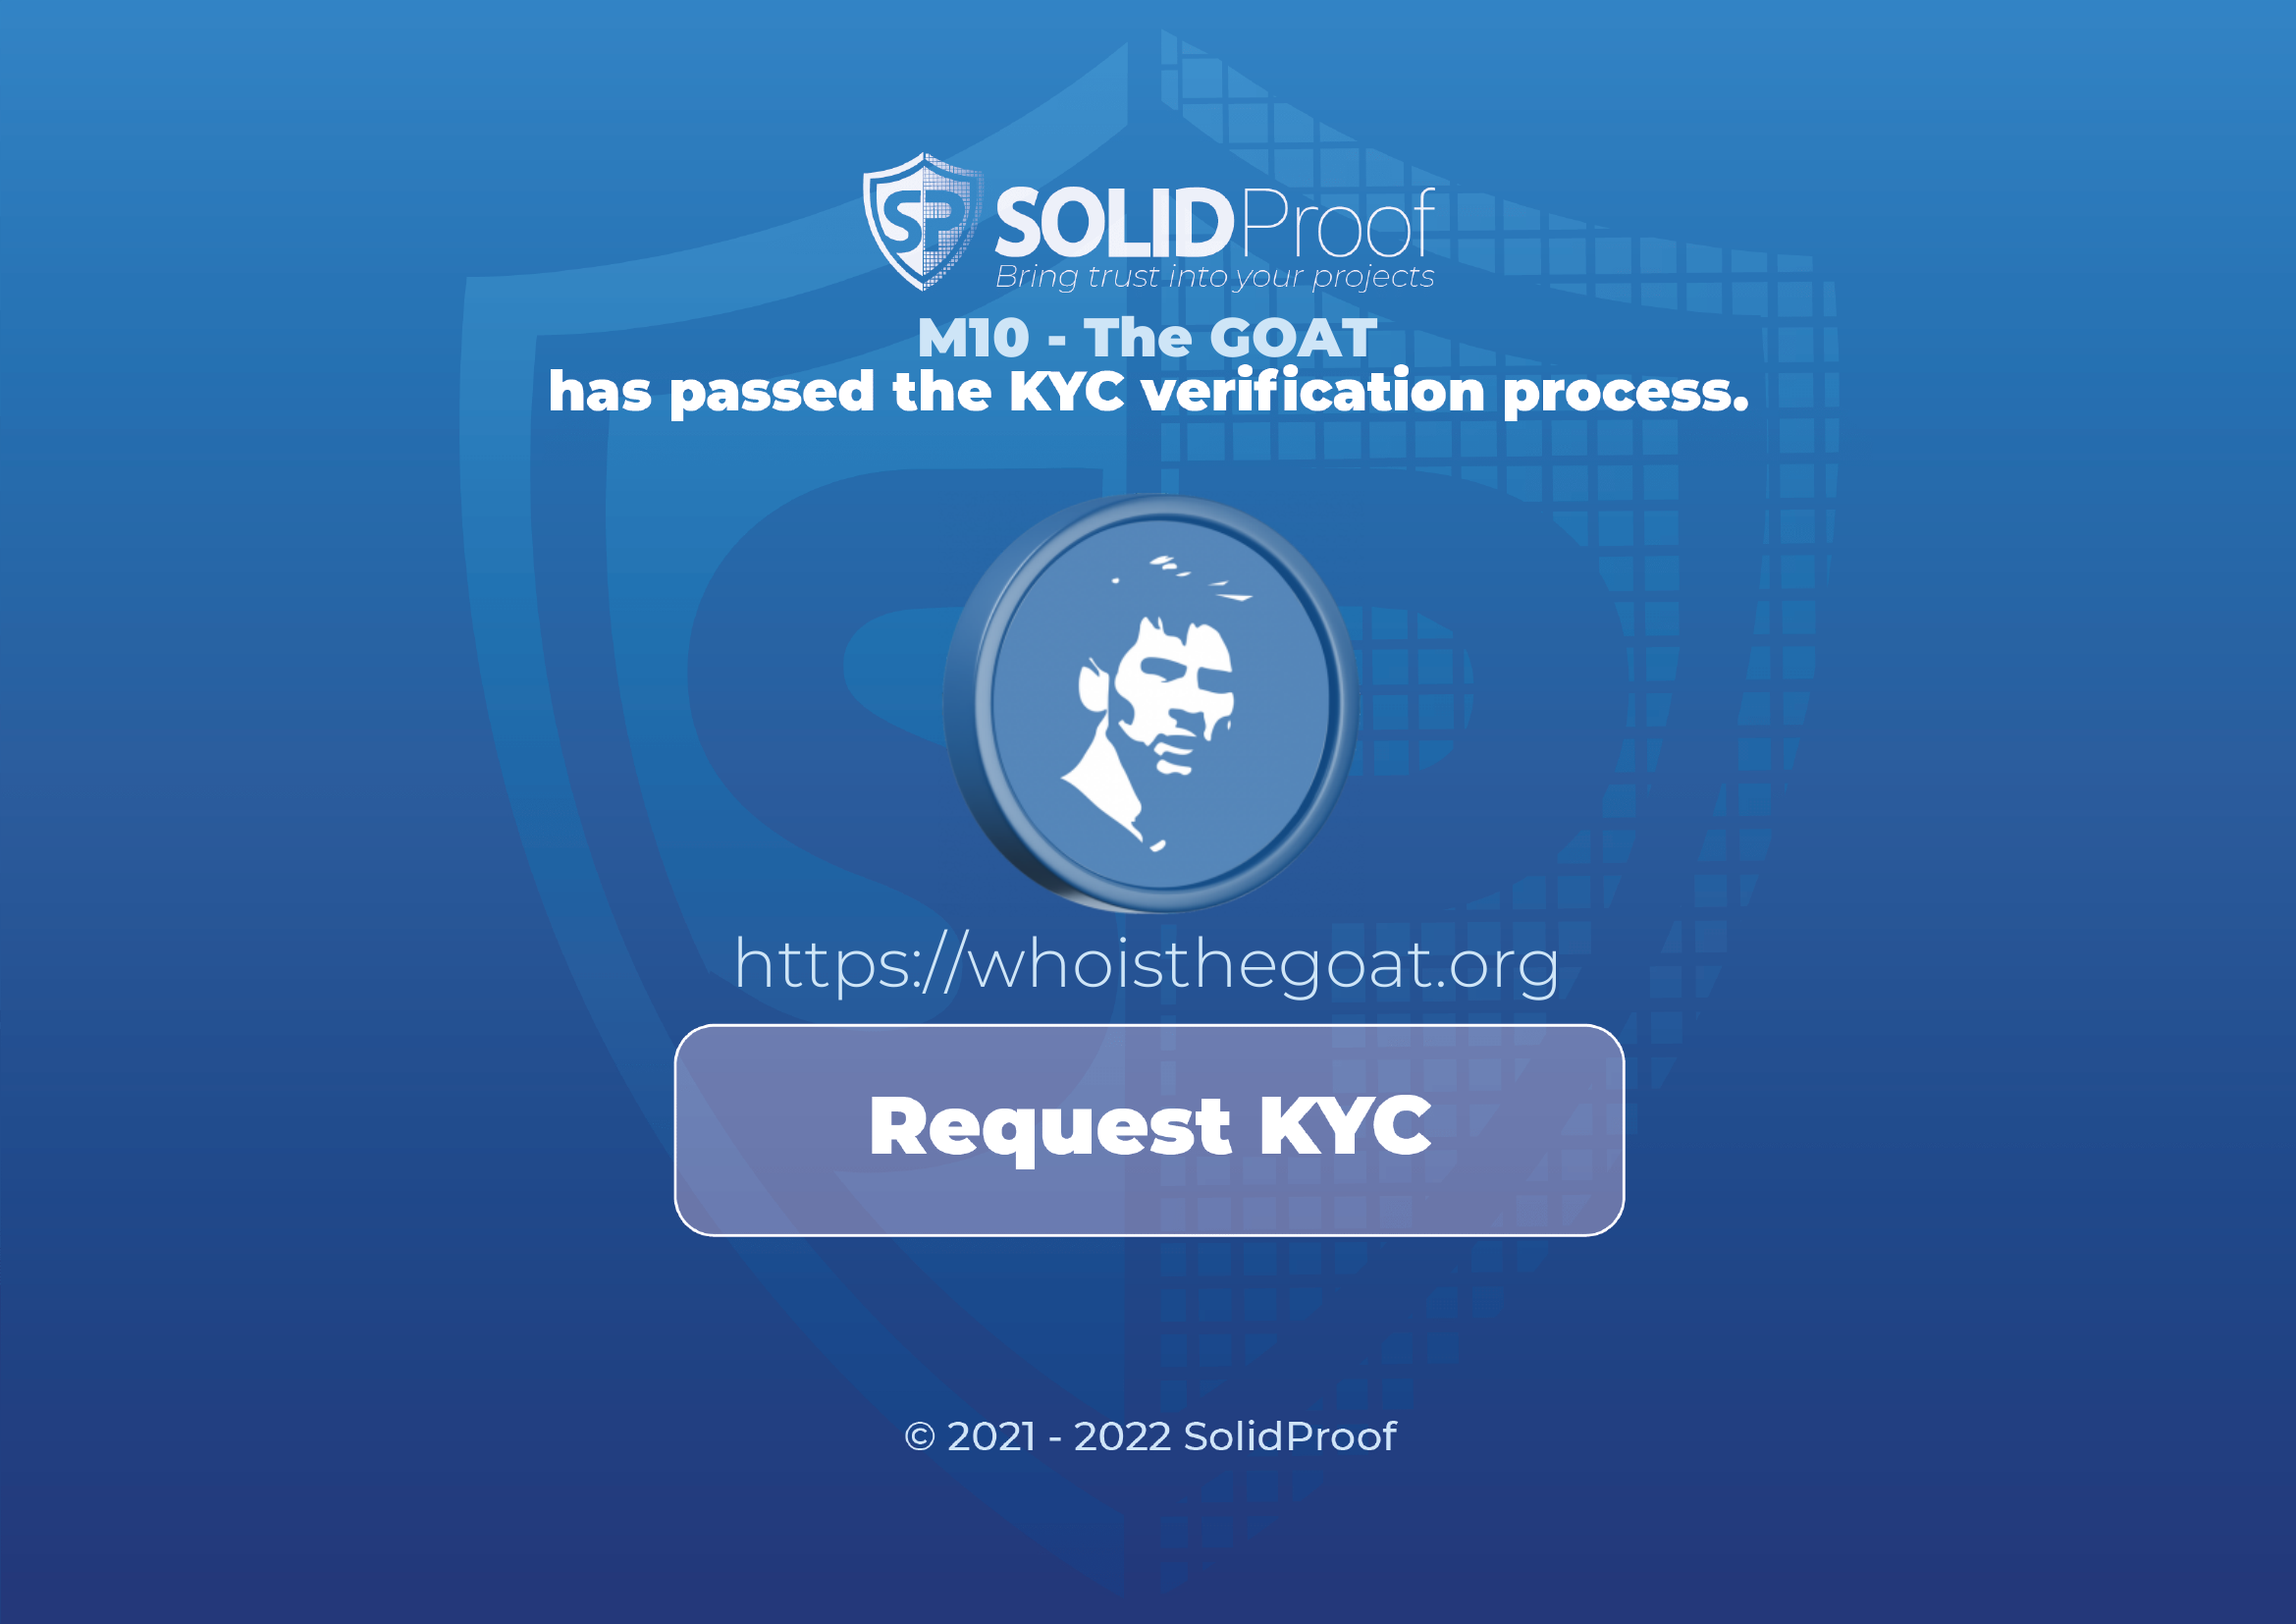 SP SOLIDProof
Bring trust into your projects
M10 - The GOAT
has passed the KYC verification process.
https://whoisthegoat.org
Request KYC
© 2021 - 2022 SolidProof